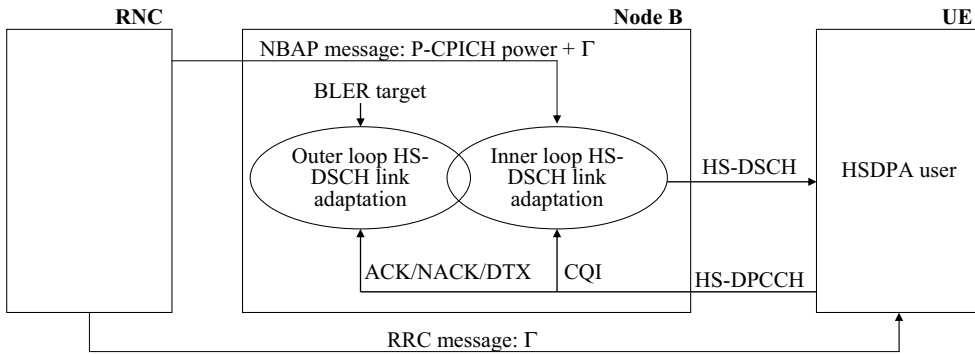 RNC
Node B
UE
NBAP message: P-CPICH power + Γ
BLER target
Outer loop HS-
DSCH link
adaptation
Inner loop HS-
DSCH link
adaptation
HS-DSCH
HSDPA user
ACK/NACK/DTX
CQI
HS-DPCCH
RRC message: Γ